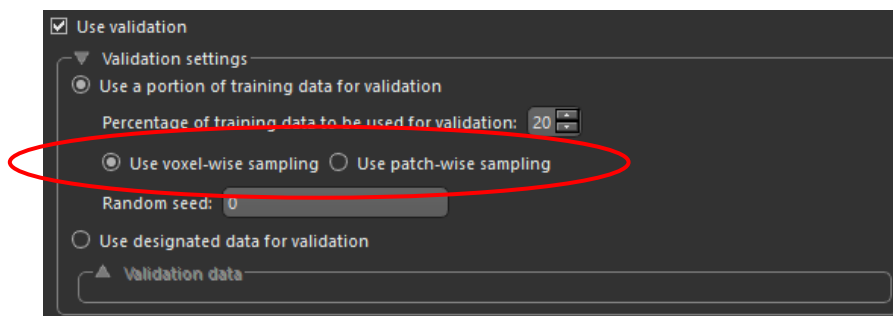 Use validation
Validation settings
Use a portion of training data for validation
Percentage of training data to be used for validation: 20
Use voxel-wise sampling Use patch-wise sampling
Random seed: 0
Use designated data for validation
Validation data